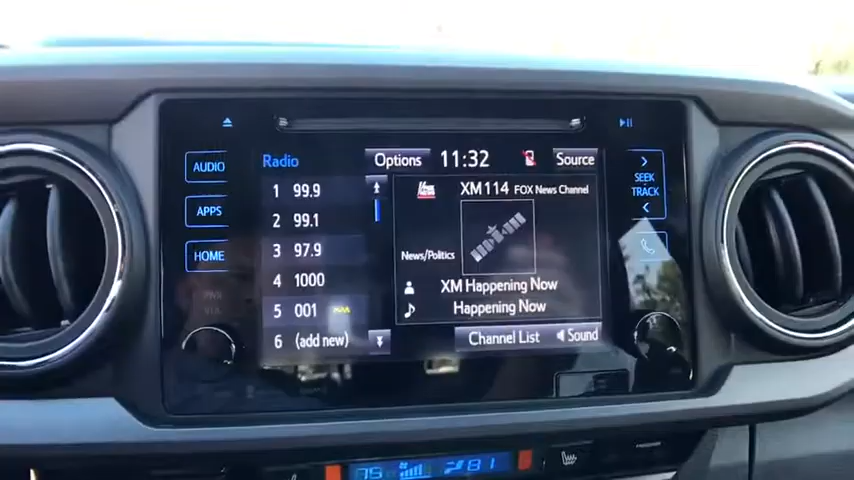 AUDIO
APPS
HOME
Radio
Options
11:32
Source
1 99.9
2 99.1
3 97.9
4 1000
5 001
6 (add new)
XM114 FOX News Channel
News/Politics
XM Happening Now
Happening Now
Channel List
Sound
SEEK
TRACK
75
81